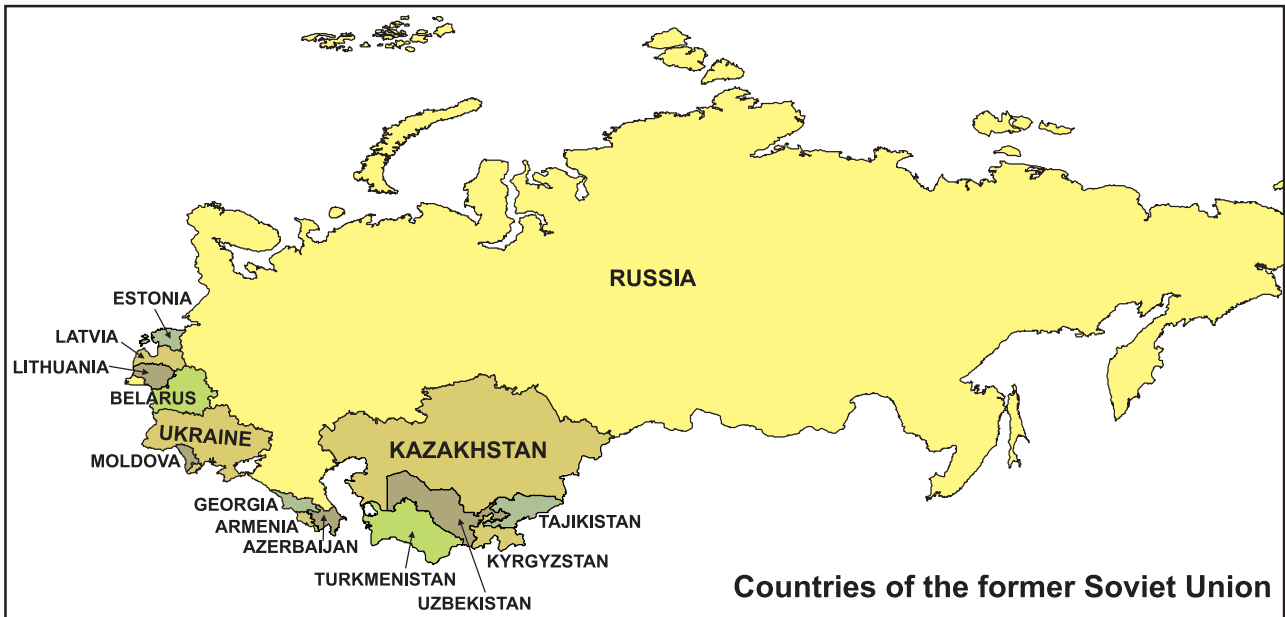 RUSSIA
ESTONIA
LATVIA
LITHUANIA
BELARUS
UKRAINE
KAZAKHSTAN
MOLDOVA
GEORGIA
ARMENIA
TAJIKISTAN
AZERBAIJAN
KYRGYZSTAN
TURKMENISTAN
UZBEKISTAN
Countries of the former Soviet Union